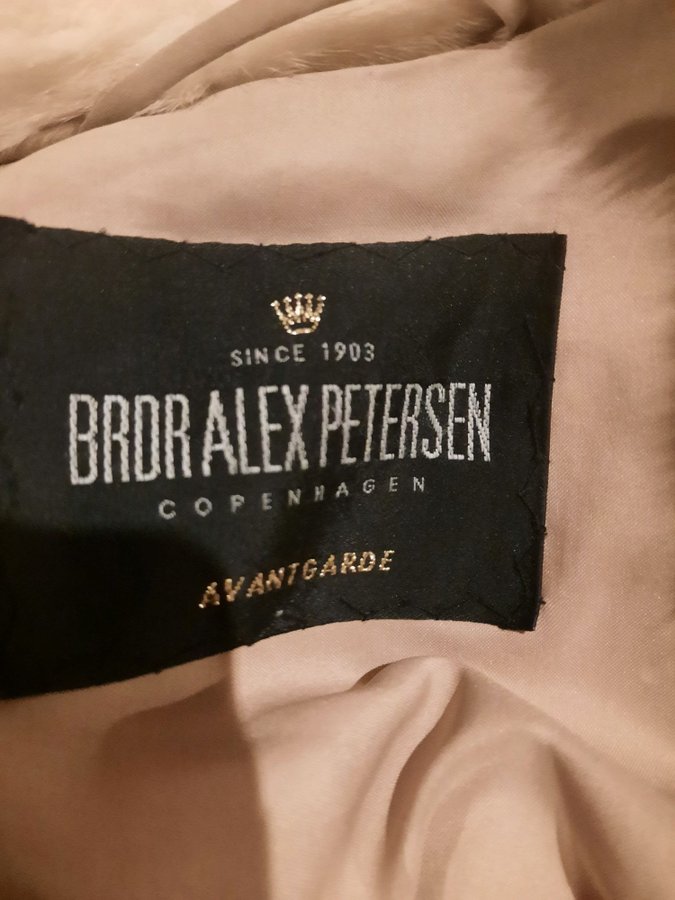 SINCE 1903
BRDR ALEX PETERSEN
COPENHAGEN
AVANTGARDE